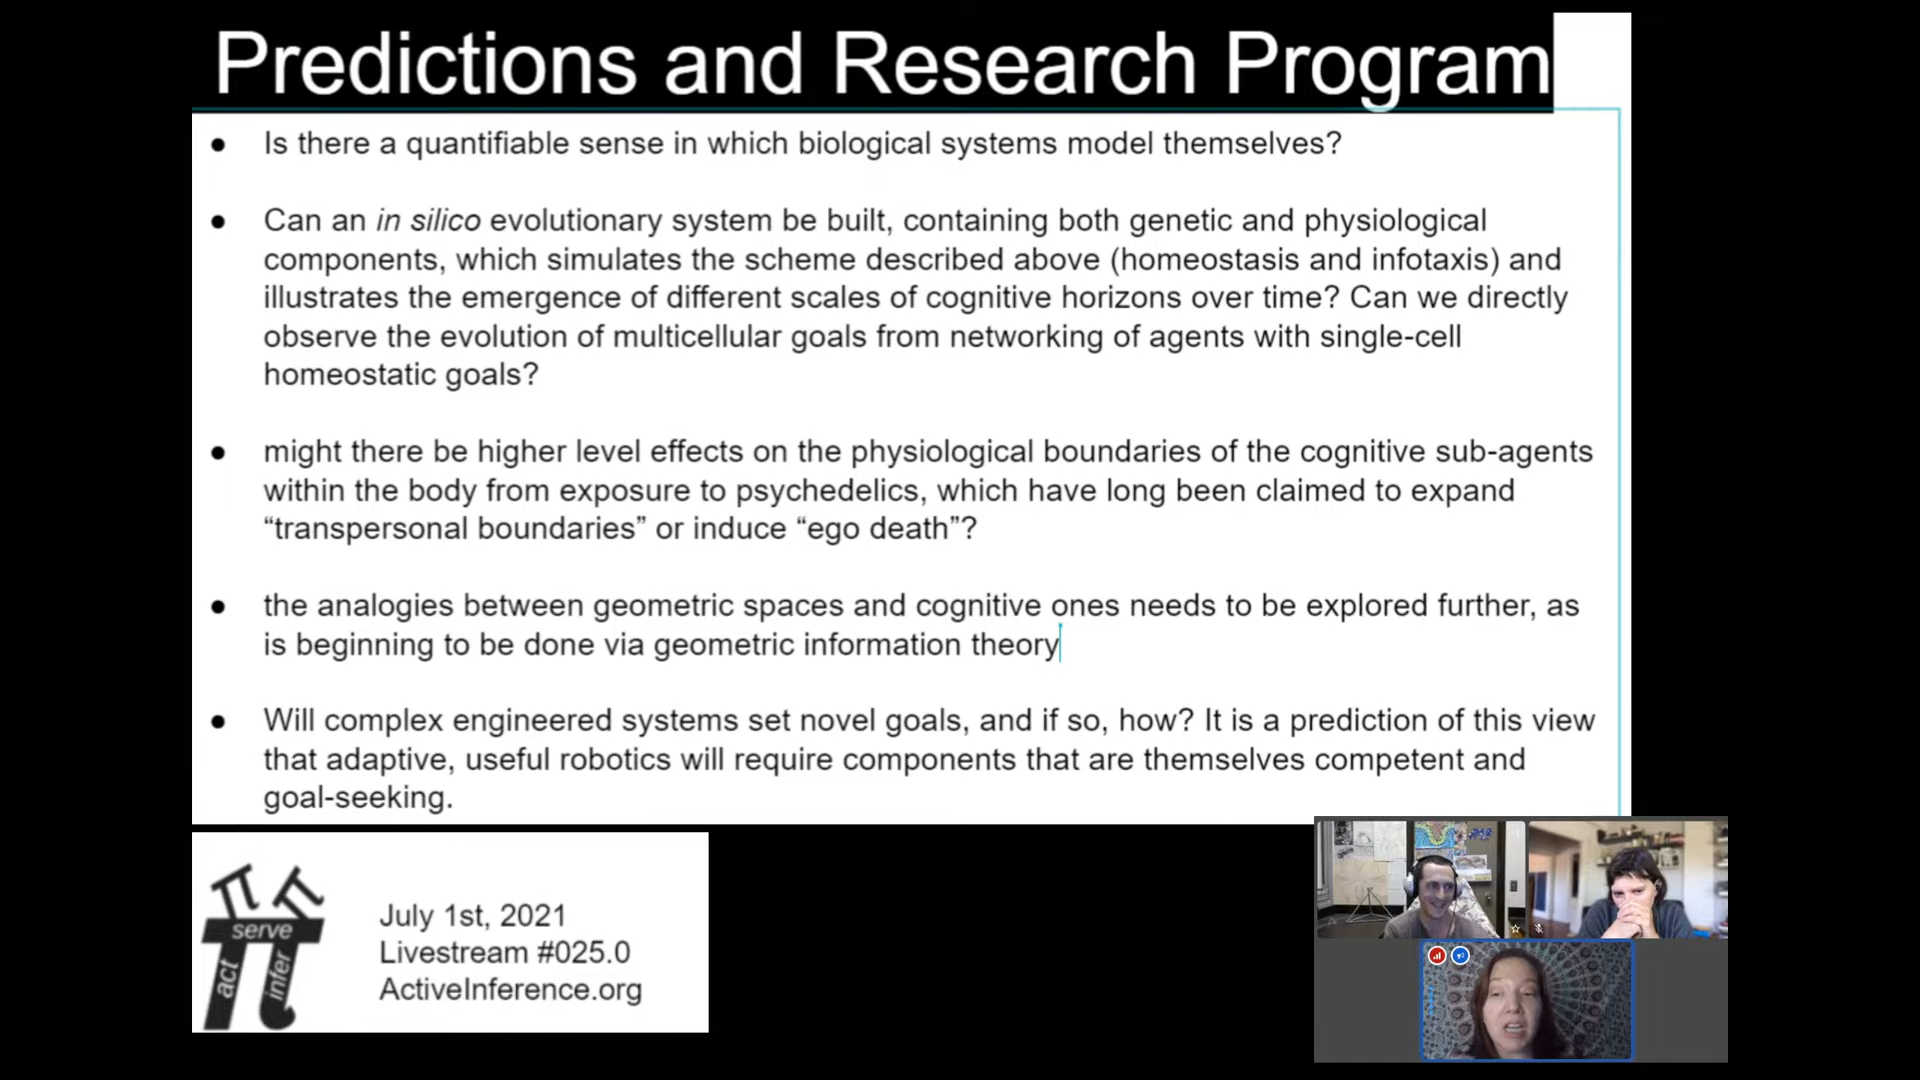 Predictions and Research Program
● Is there a quantifiable sense in which biological systems model themselves?
● Can an in silico evolutionary system be built, containing both genetic and physiological
components, which simulates the scheme described above (homeostasis and infotaxis) and
illustrates the emergence of different scales of cognitive horizons over time? Can we directly
observe the evolution of multicellular goals from networking of agents with single-cell
homeostatic goals?
● might there be higher level effects on the physiological boundaries of the cognitive sub-agents
within the body from exposure to psychedelics, which have long been claimed to expand
“transpersonal boundaries” or induce “ego death”?
● the analogies between geometric spaces and cognitive ones needs to be explored further, as
is beginning to be done via geometric information theory
● Will complex engineered systems set novel goals, and if so, how? It is a prediction of this view
that adaptive, useful robotics will require components that are themselves competent and
goal-seeking.
serve
act
infer
July 1st, 2021
Livestream #025.0
ActiveInference.org